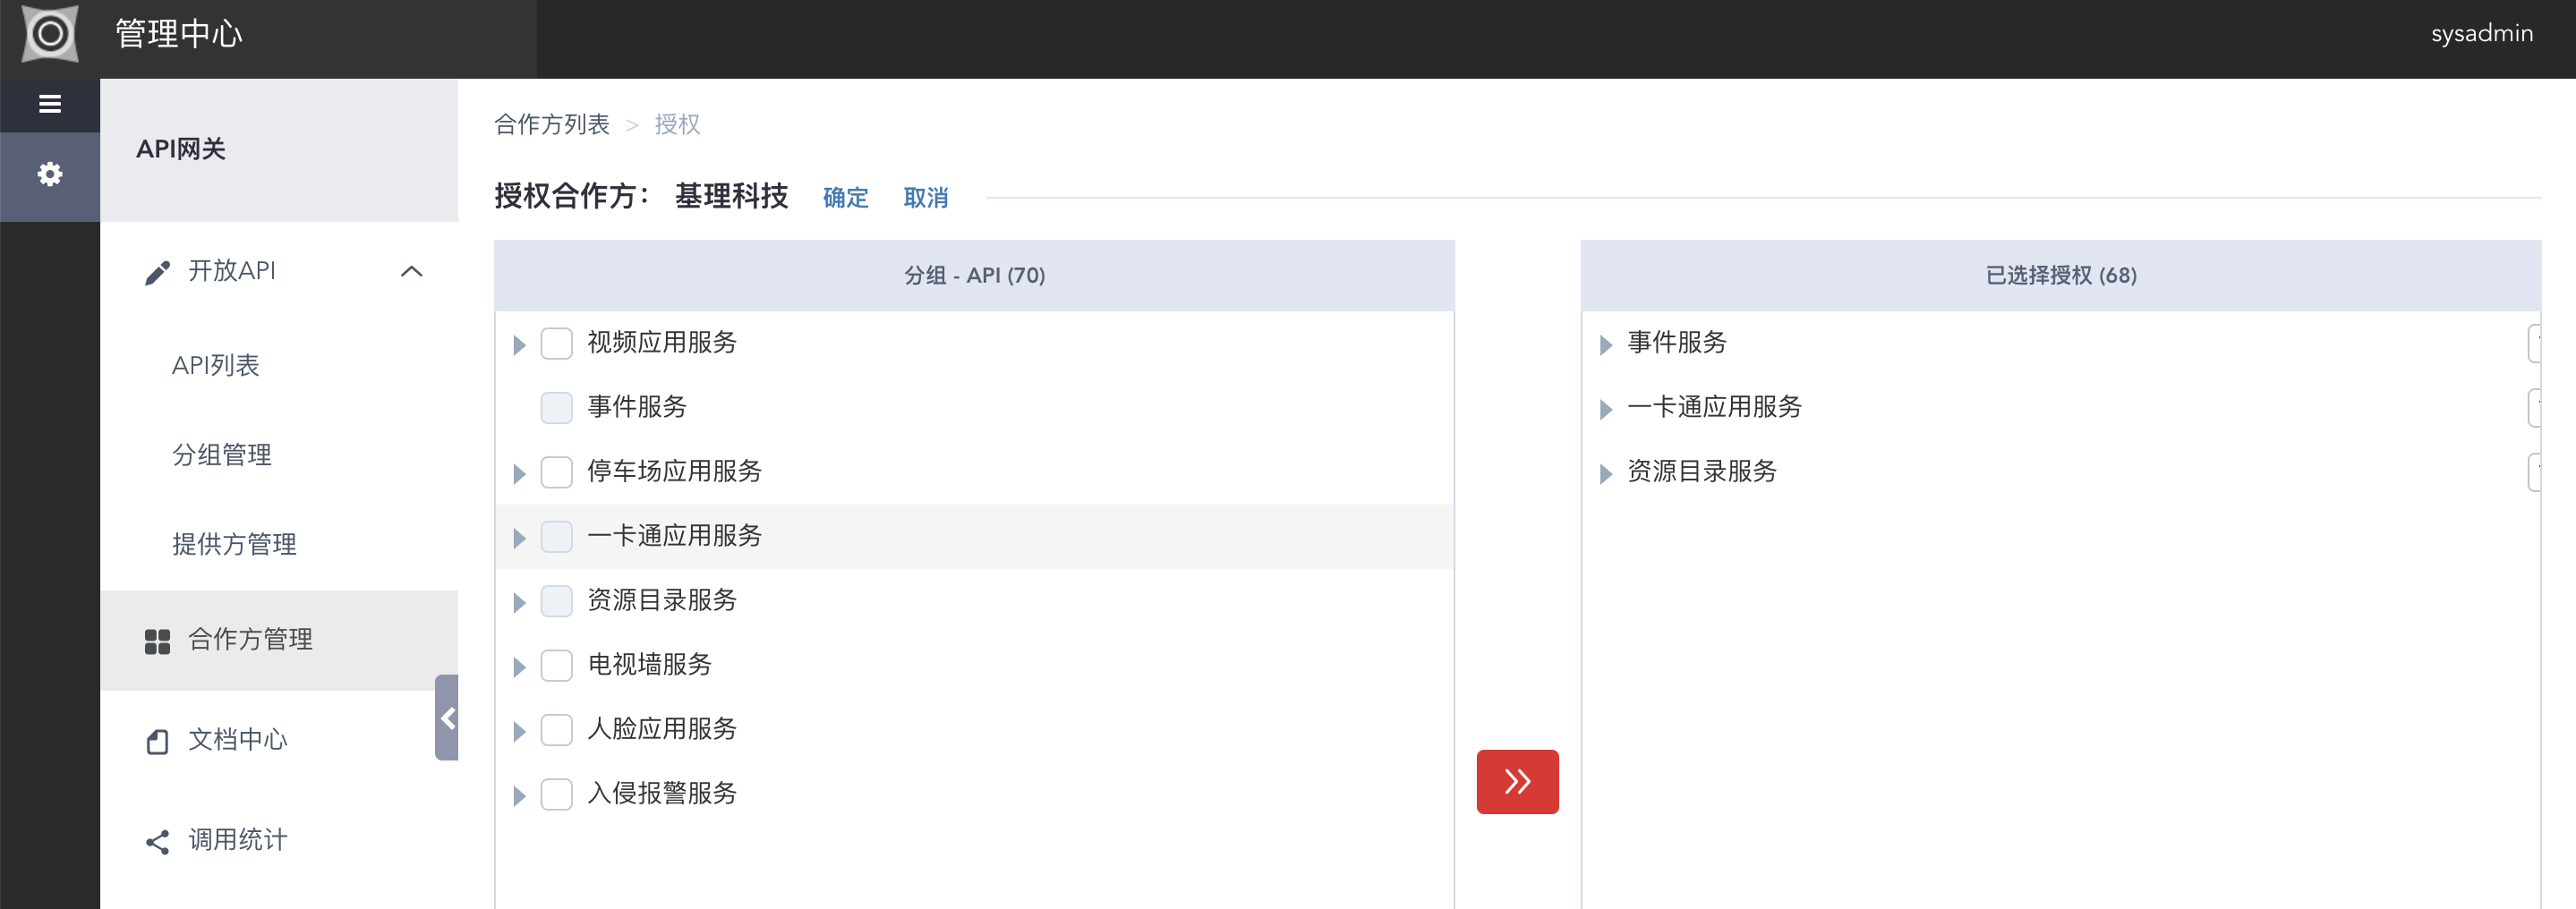 管理中心
sysadmin
API网关
开放API
API列表
分组管理
提供方管理
合作方管理
文档中心
调用统计
合作方列表 > 授权
授权合作方： 基理科技 确定 取消
分组 - API (70)
视频应用服务
事件服务
停车场应用服务
一卡通应用服务
资源目录服务
电视墙服务
人脸应用服务
入侵报警服务
已选择授权 (68)
事件服务
一卡通应用服务
资源目录服务